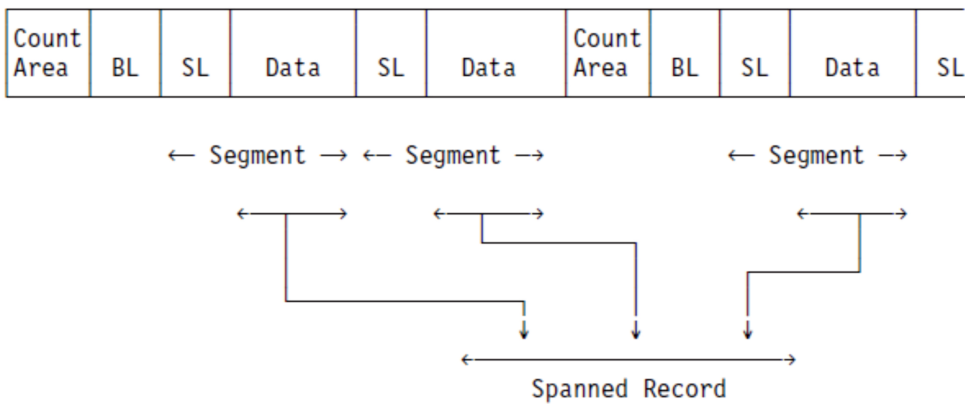 Count Count
Area BL SL Data SL Data Area BL SL Data SL
← Segment → ← Segment → ← Segment →
Spanned Record